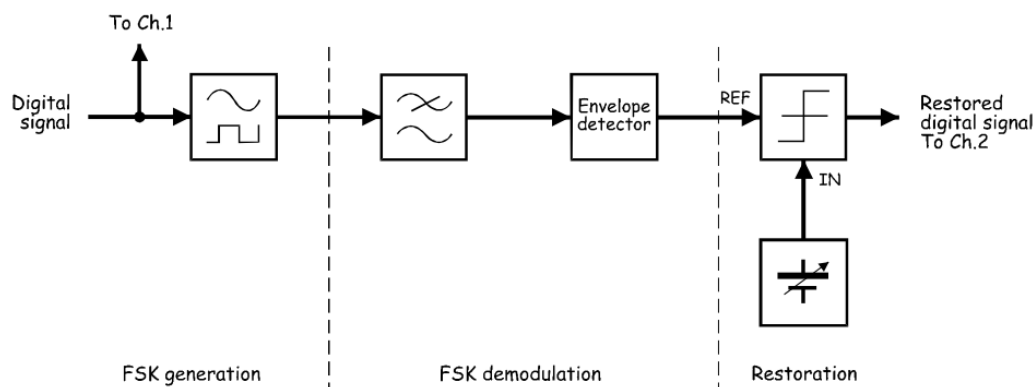 To Ch.1
Digital
signal
Envelope
detector
REF
IN
Restored
digital signal
To Ch.2
FSK generation
FSK demodulation
Restoration